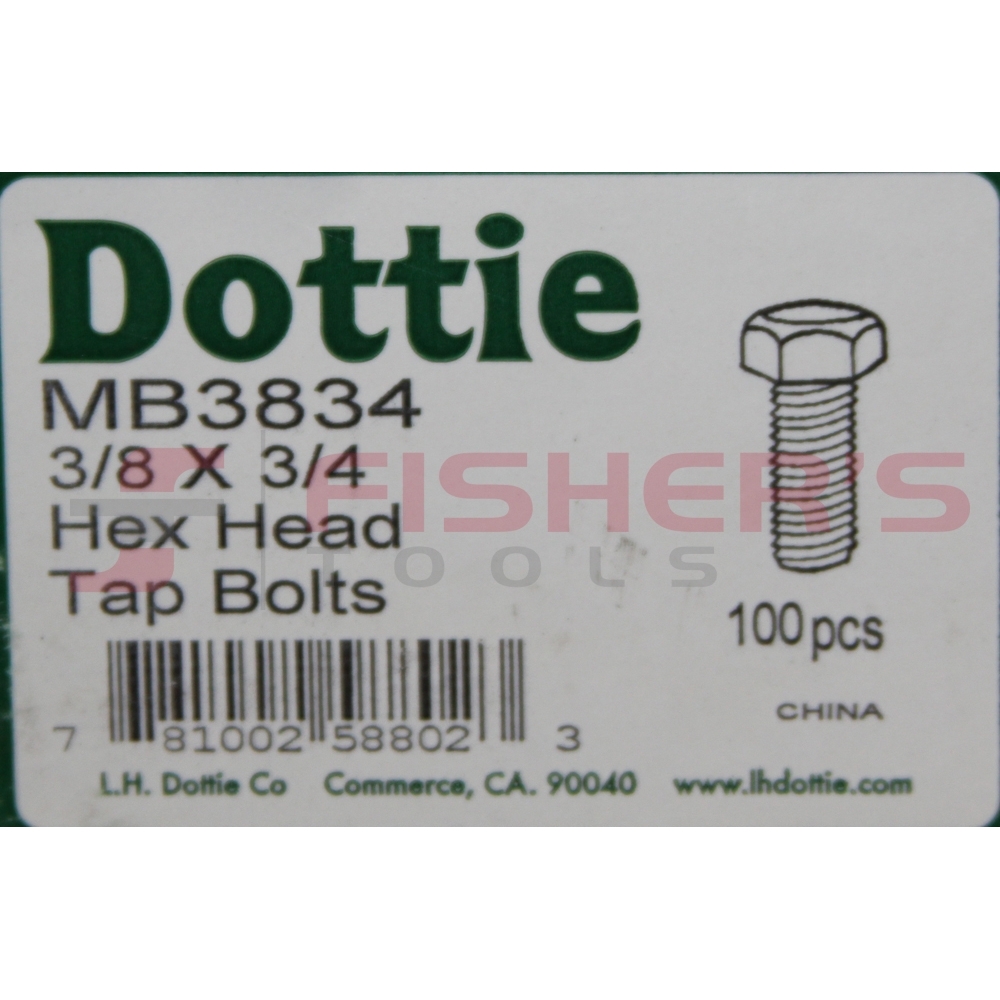 Dottie
MB3834
3/8 X 3/4
Hex Head
Tap Bolts
FISHER'S
TOOLS
100 pcs
CHINA
7 81002 58802 3
L.H. Dottie Co Commerce, CA. 90040 www.lhdottie.com